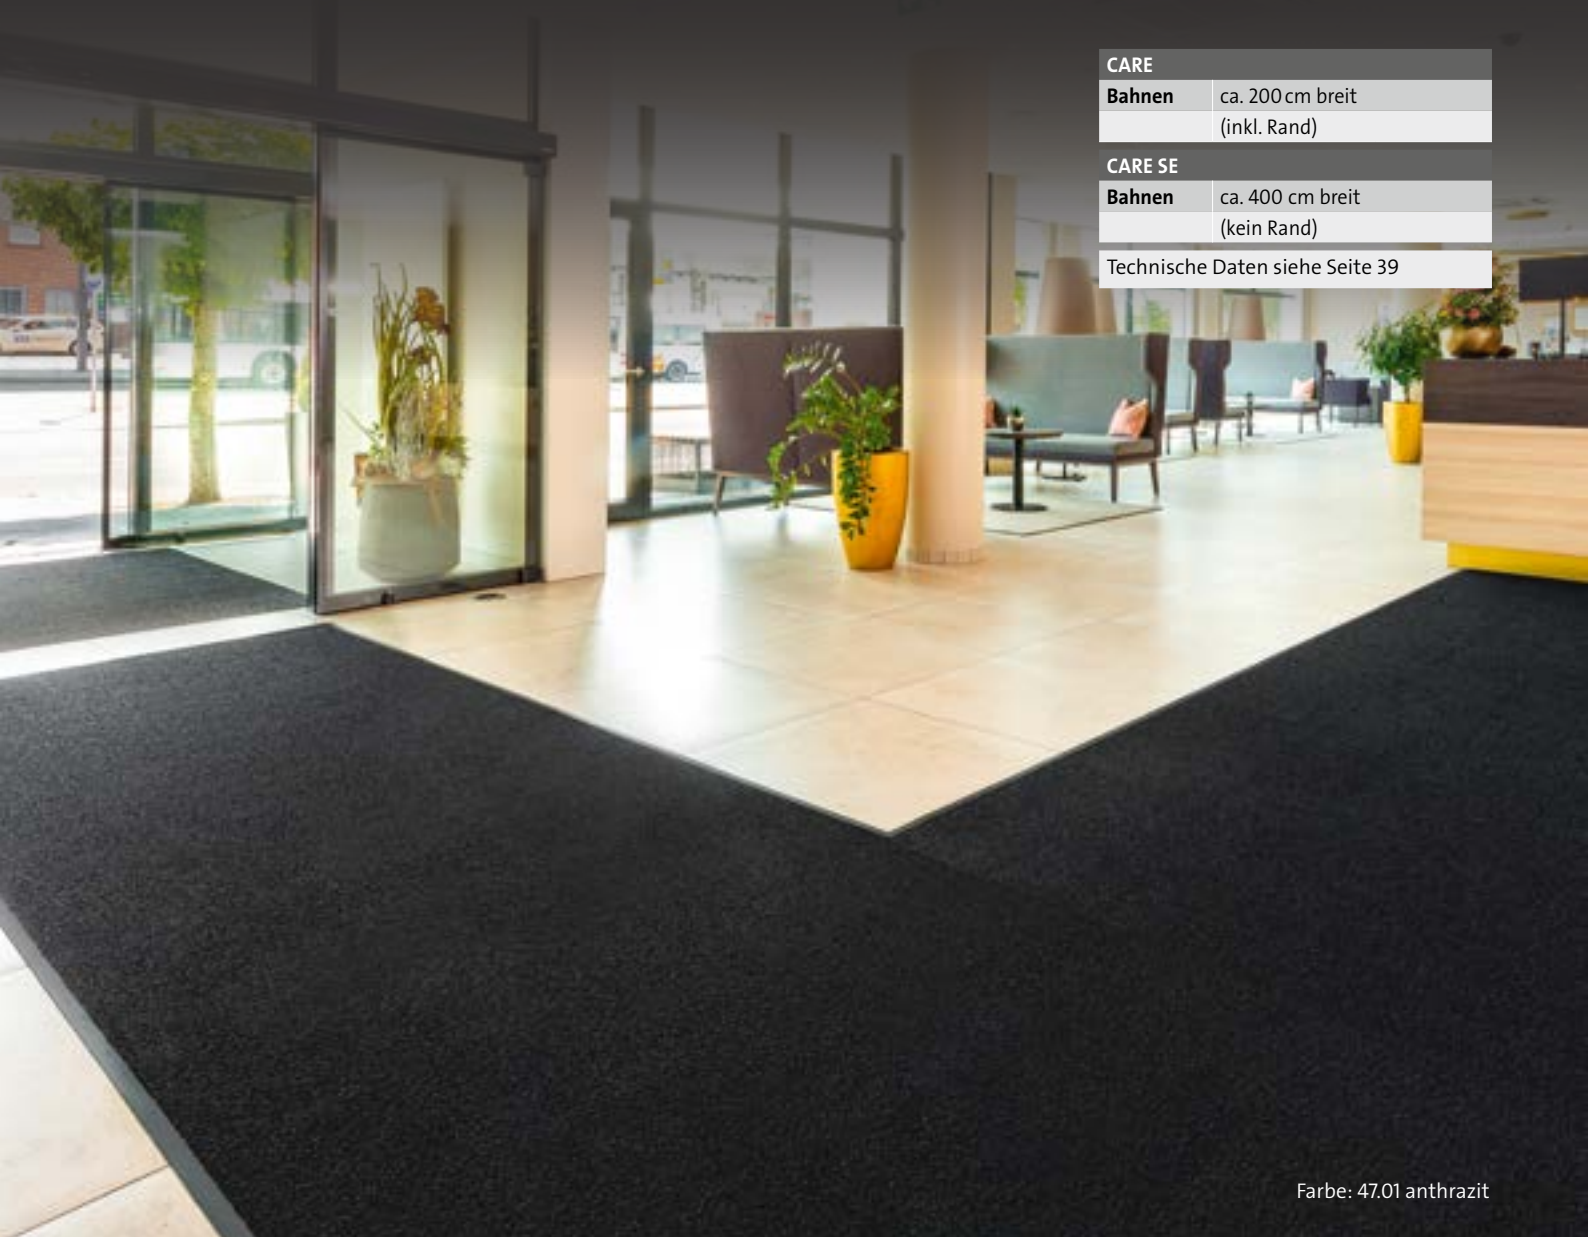 CARE
Bahnen ca. 200 cm breit
(inkl. Rand)
CARE SE
Bahnen ca. 400 cm breit
(kein Rand)
Technische Daten siehe Seite 39
Farbe: 47.01 anthrazit